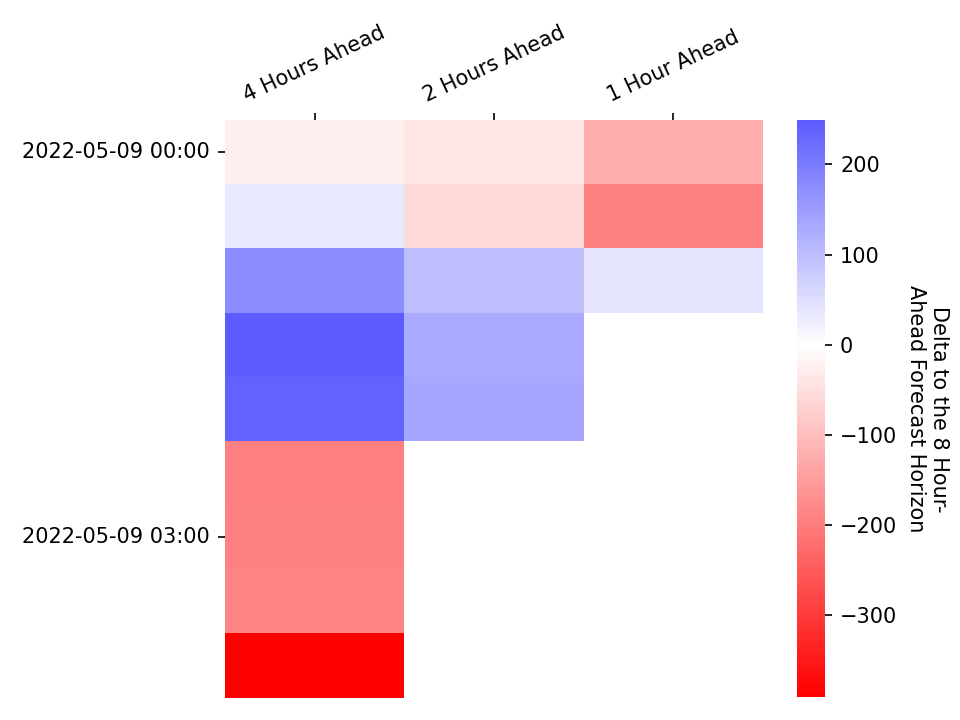 4 Hours Ahead
2 Hours Ahead
1 Hour Ahead
2022-05-09 00:00
2022-05-09 03:00
200
100
0
−100
−200
−300
Delta to the 8 Hour-
Ahead Forecast Horizon